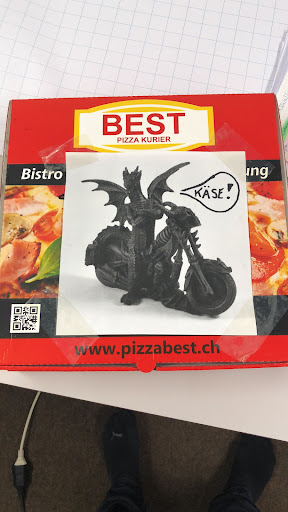 BEST
PIZZA KURIER
Bistro
ung
KÄSE!
www.pizzabest.ch